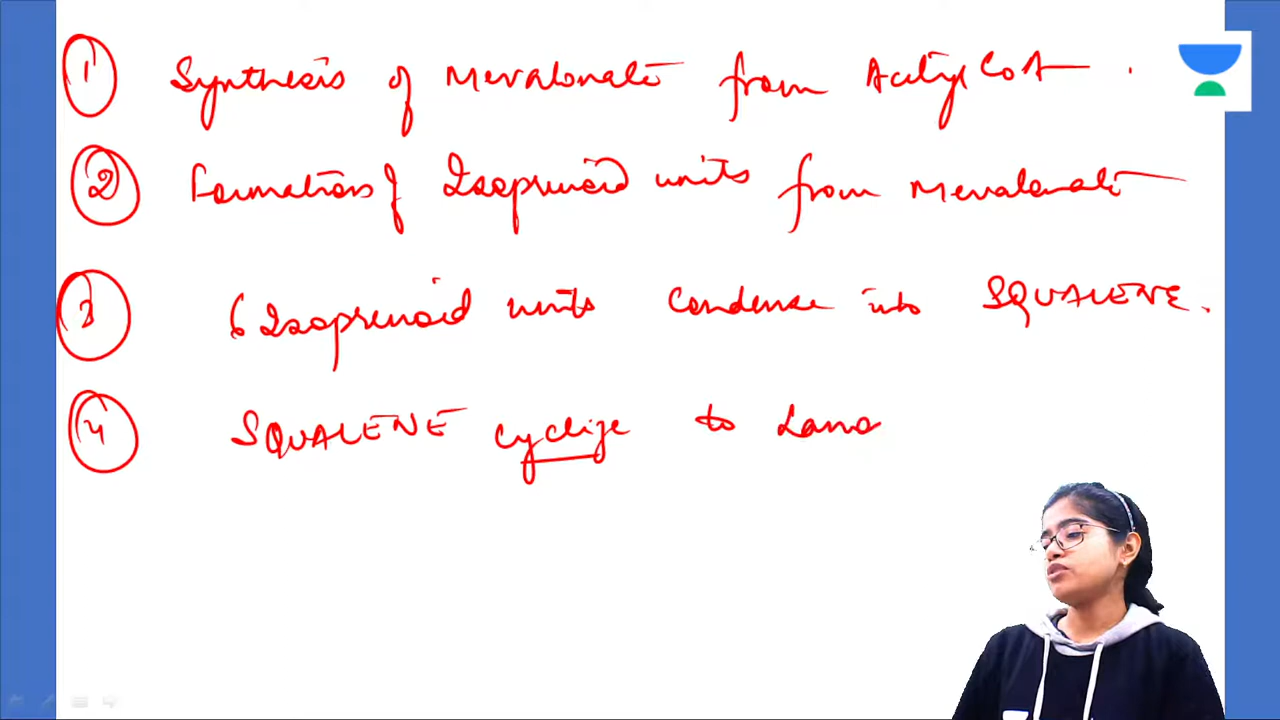 ① Synthesis of Mevalonate from Acetyl CoA .
② Formation of Isoprenoid units from Mevalonate
③ 6 Isoprenoid units condense into SQUALENE.
④ SQUALENE cyclize to Lano